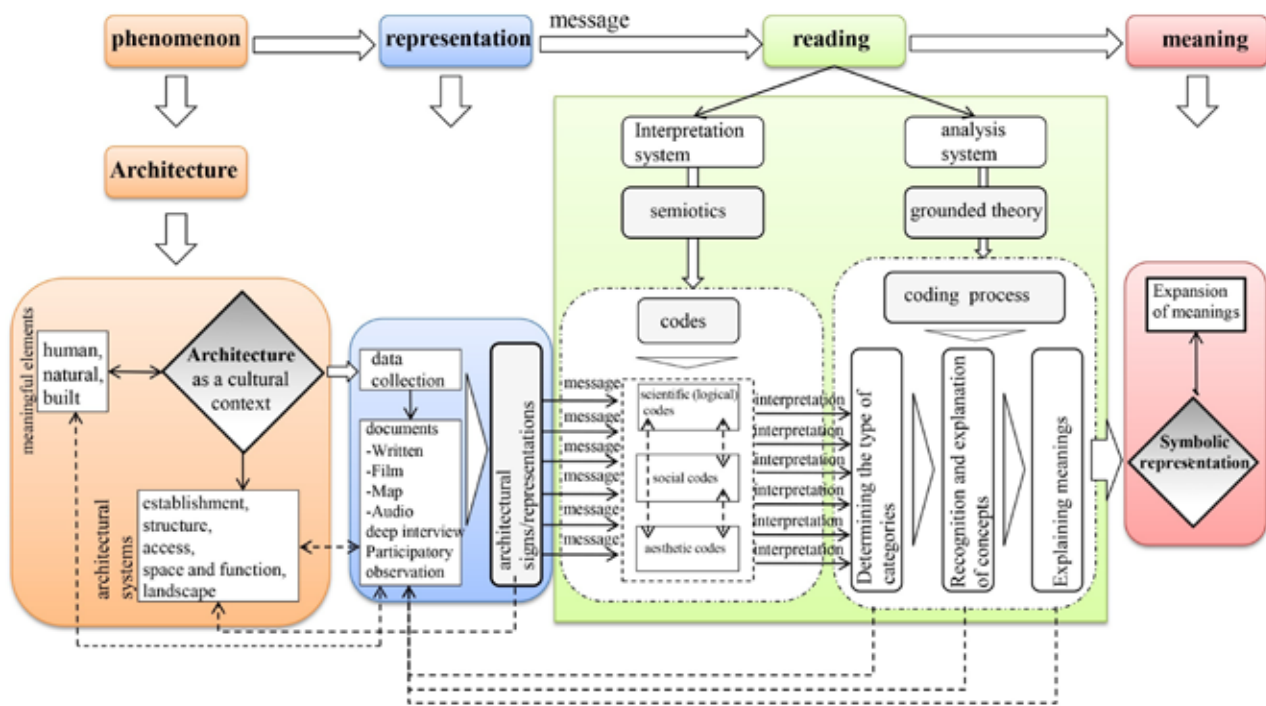 message
phenomenon
representation
reading
meaning
Interpretation
system
analysis
system
Architecture
semiotics
grounded theory
meaningful elements
human,
natural,
built
Architecture
as a cultural
context
architectural
systems
establishment,
structure,
access,
space and function,
landscape
data
collection
documents
-Written
-Film
-Map
-Audio
deep interview
Participatory
observation
architectural
signs/representations
message
message
message
message
message
message
codes
scientific (logical)
codes
social codes
aesthetic codes
interpretation
interpretation
interpretation
interpretation
interpretation
interpretation
coding process
Determining the type of
categories
Recognition and explanation
of concepts
Explaining meanings
Expansion
of meanings
Symbolic
representation